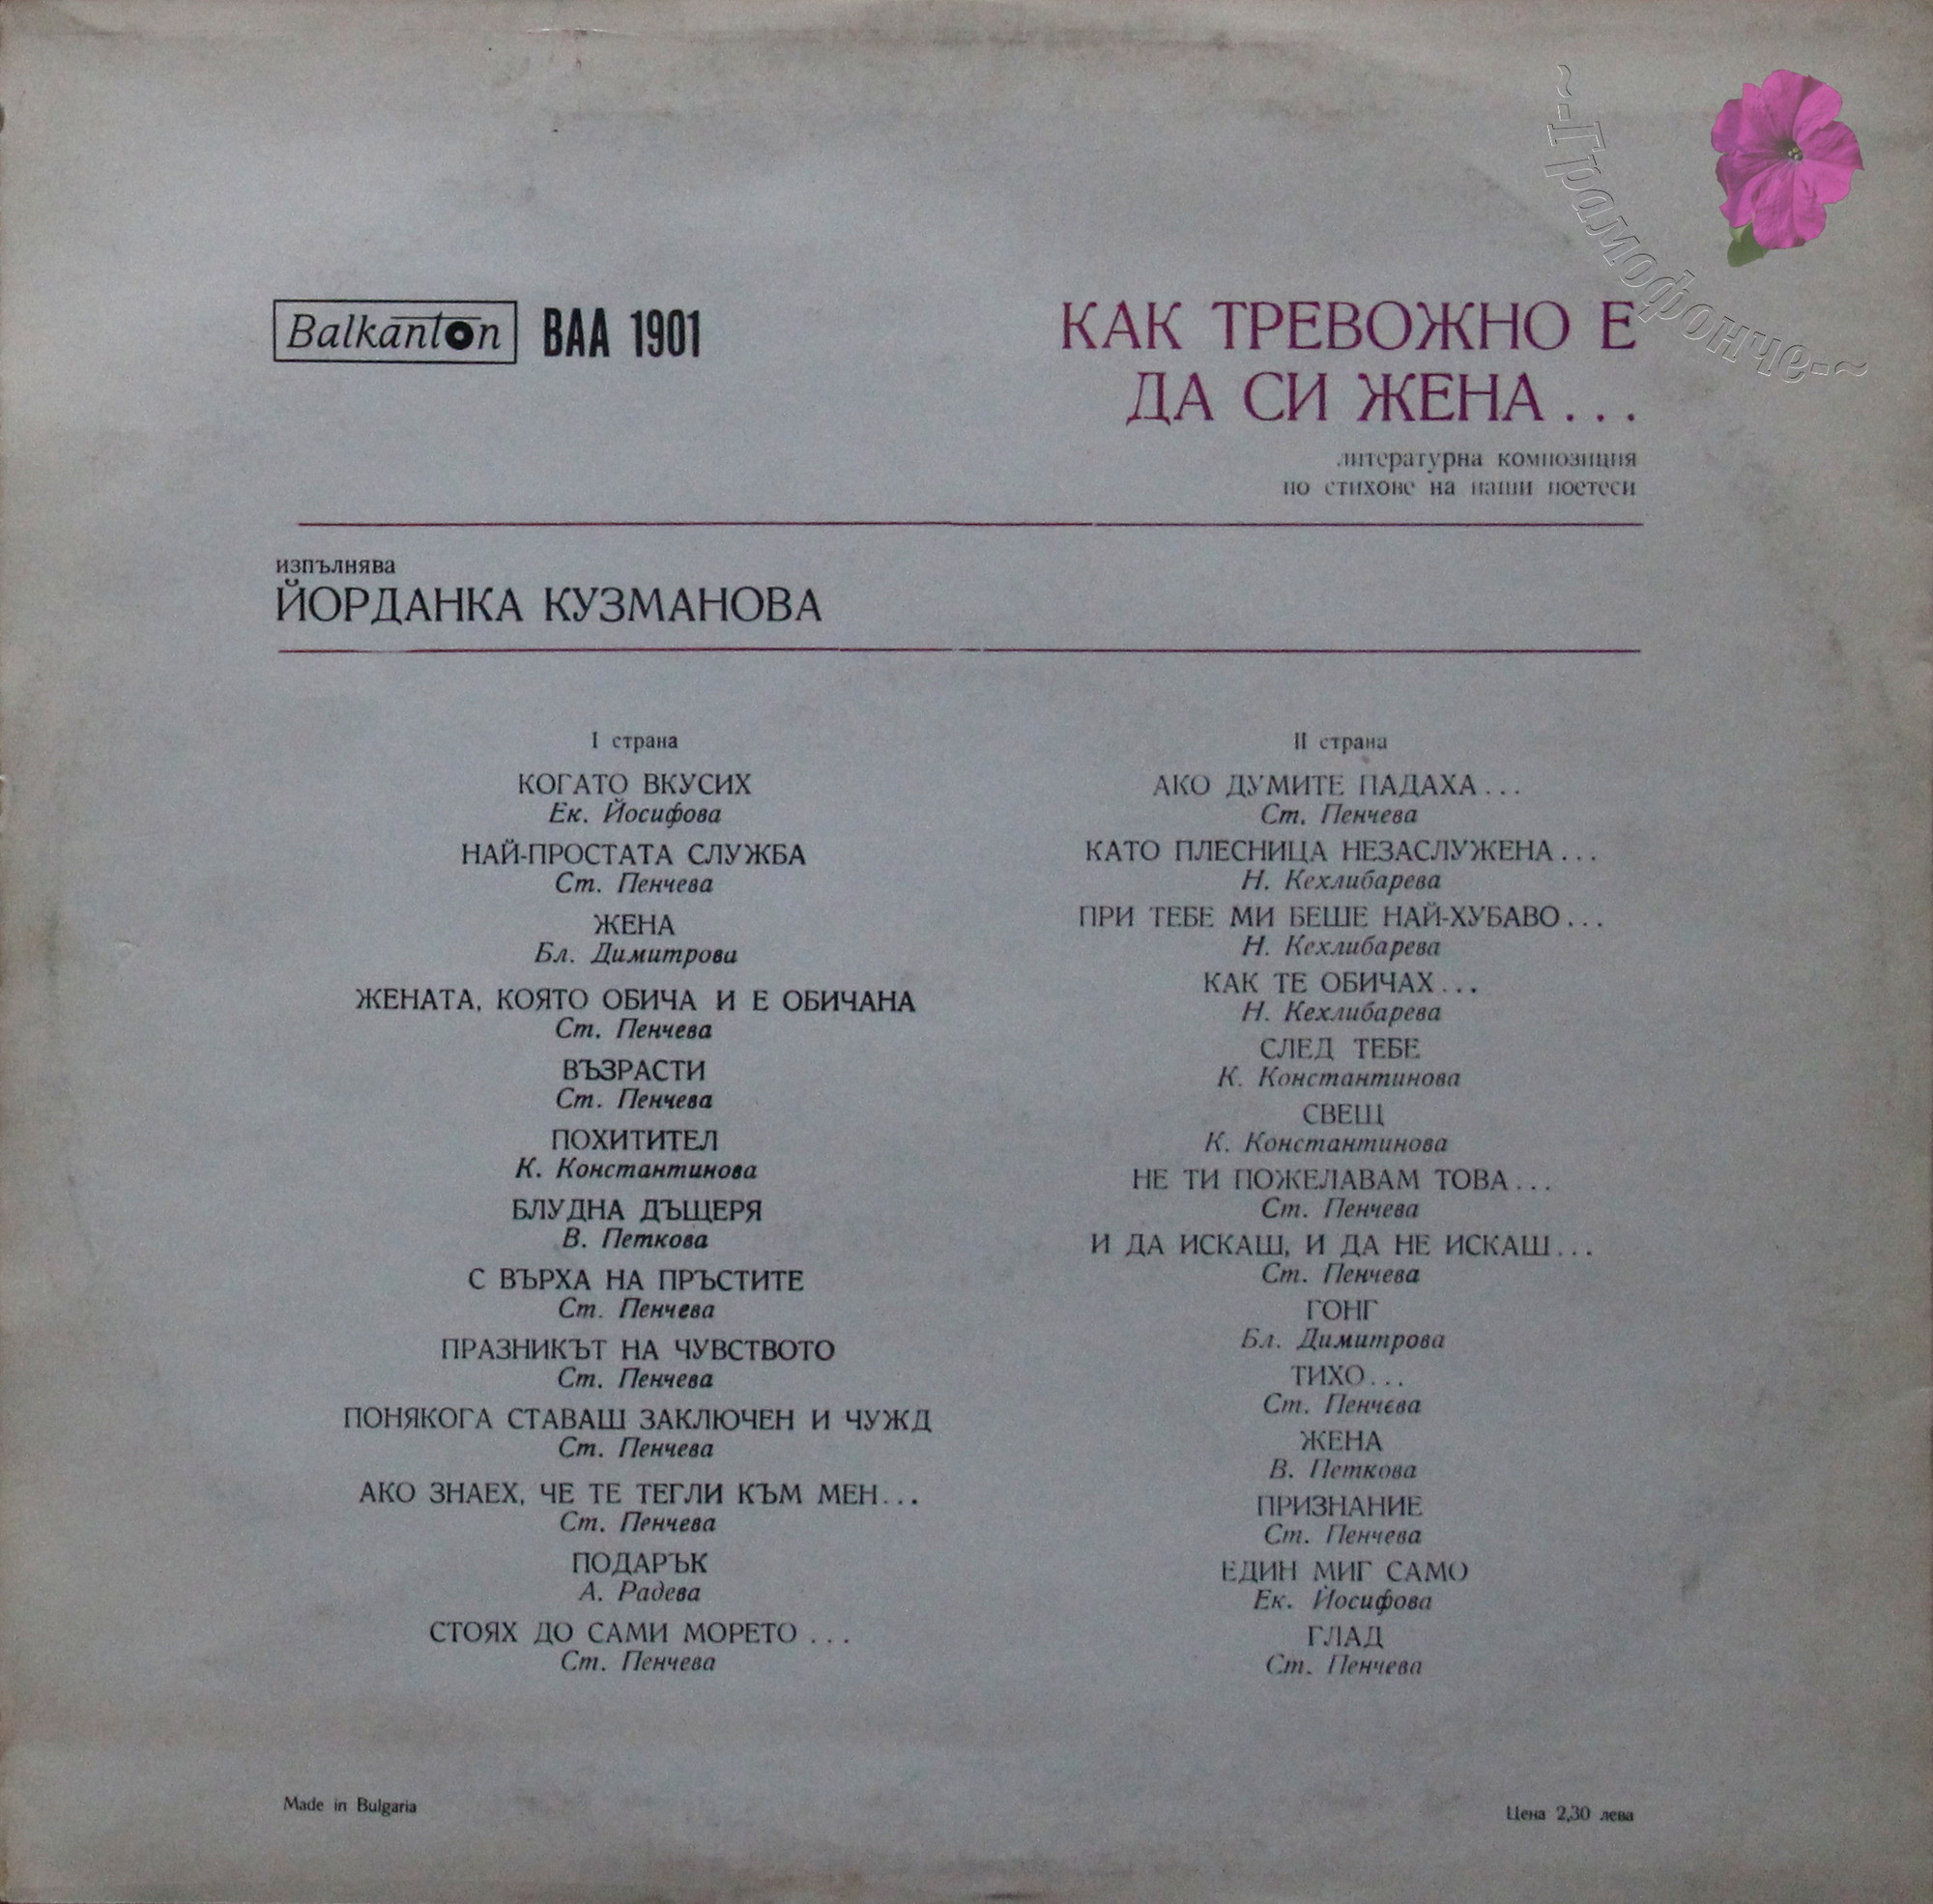 ~-Грамофонче-~
Balkanton BAA 1901
КАК ТРЕВОЖНО Е
ДА СИ ЖЕНА...
литературна композиция
по стихове на наши поетеси
изпълнява
ЙОРДАНКА КУЗМАНОВА
I страна
КОГАТО ВКУСИХ
Ек. Йосифова
НАЙ-ПРОСТАТА СЛУЖБА
Ст. Пенчева
ЖЕНА
Бл. Димитрова
ЖЕНАТА, КОЯТО ОБИЧА И Е ОБИЧАНА
Ст. Пенчева
ВЪЗРАСТИ
Ст. Пенчева
ПОХИТИТЕЛ
К. Константинова
БЛУДНА ДЪЩЕРЯ
В. Петкова
С ВЪРХА НА ПРЪСТИТЕ
Ст. Пенчева
ПРАЗНИКЪТ НА ЧУВСТВОТО
Ст. Пенчева
ПОНЯКОГА СТАВАШ ЗАКЛЮЧЕН И ЧУЖД
Ст. Пенчева
АКО ЗНАЕХ, ЧЕ ТЕ ТЕГЛИ КЪМ МЕН...
Ст. Пенчева
ПОДАРЪК
А. Радева
СТОЯХ ДО САМИ МОРЕТО ...
Ст. Пенчева
II страна
АКО ДУМИТЕ ПАДАХА...
Ст. Пенчева
КАТО ПЛЕСНИЦА НЕЗАСЛУЖЕНА...
Н. Кехлибарева
ПРИ ТЕБЕ МИ БЕШЕ НАЙ-ХУБАВО...
Н. Кехлибарева
КАК ТЕ ОБИЧАХ...
Н. Кехлибарева
СЛЕД ТЕБЕ
К. Константинова
СВЕЩ
К. Константинова
НЕ ТИ ПОЖЕЛАВАМ ТОВА...
Ст. Пенчева
И ДА ИСКАШ, И ДА НЕ ИСКАШ...
Ст. Пенчева
ГОНГ
Бл. Димитрова
ТИХО...
Ст. Пенчева
ЖЕНА
В. Петкова
ПРИЗНАНИЕ
Ст. Пенчева
ЕДИН МИГ САМО
Ек. Йосифова
ГЛАД
Ст. Пенчева
Made in Bulgaria
Цена 2,30 лева